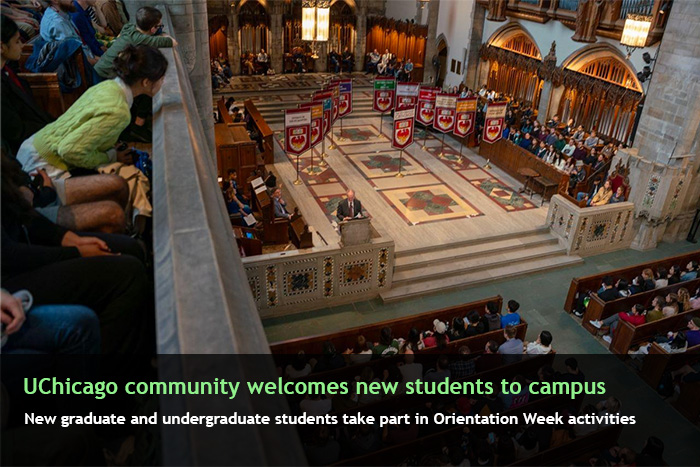 UChicago community welcomes new students to campus
New graduate and undergraduate students take part in Orientation Week activities